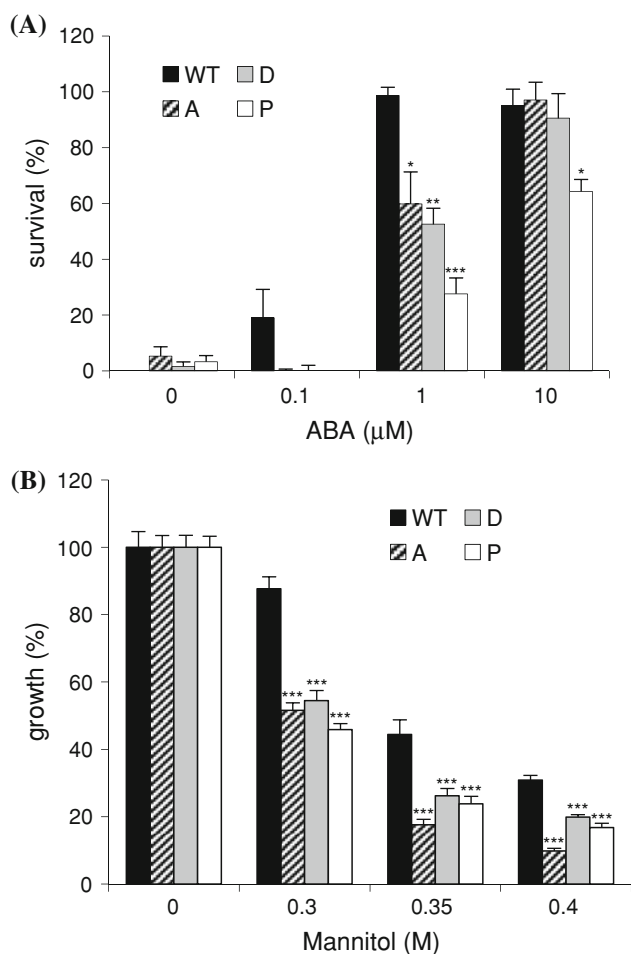 (A)
120
100
80
60
40
20
0
survival (%)
WT D
A P
*
**
***
*
0 0.1 1 10
ABA (μM)
(B)
120
100
80
60
40
20
0
growth (%)
WT D
A P
*** *** ***
*** *** ***
*** *** ***
0 0.3 0.35 0.4
Mannitol (M)